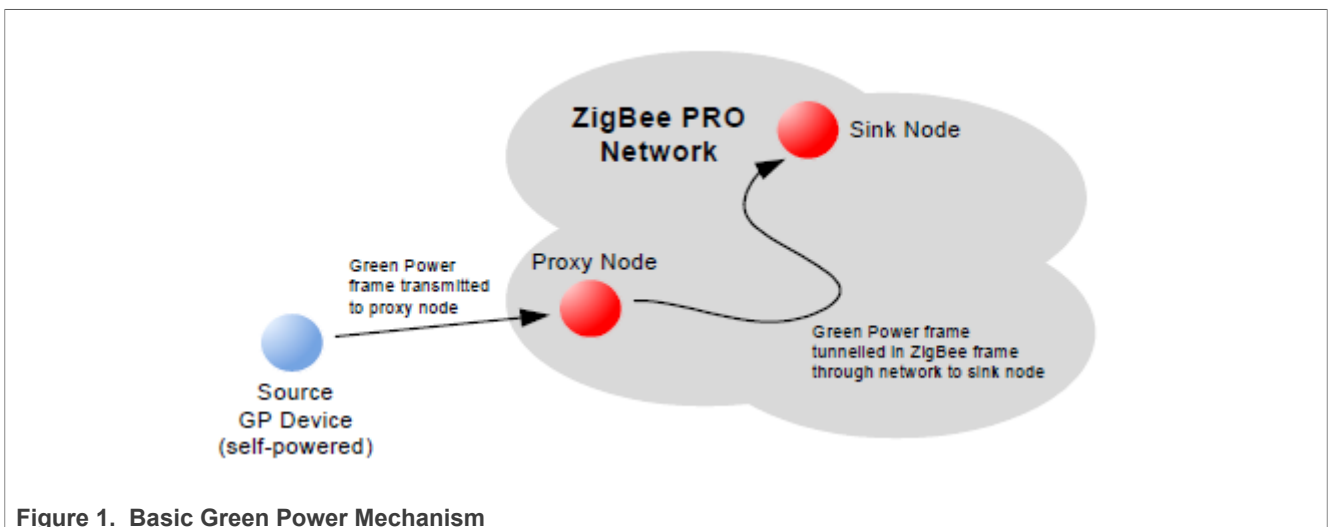 ZigBee PRO
Network
Sink Node
Proxy Node
Green Power
frame transmitted
to proxy node
Green Power frame
tunnelled in ZigBee frame
through network to sink node
Source
GP Device
(self-powered)
Figure 1. Basic Green Power Mechanism